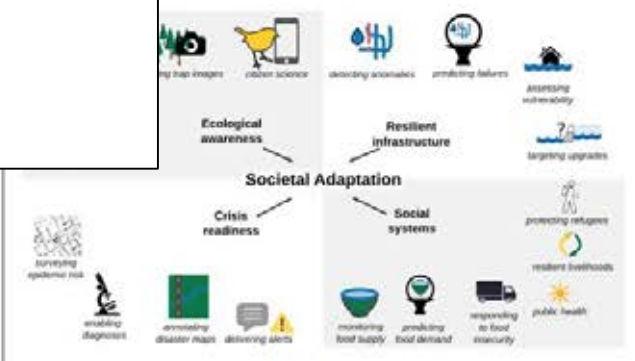 trap images
citizen science
detecting anomalies
predicting failures
assessing
vulnerability
targeting upgrades
Ecological
awareness
Resilient
infrastructure
Societal Adaptation
Crisis
readiness
Social
systems
protecting refugees
resilient livelihoods
public health
surveying
epidemic risk
enabling
diagnoses
annotating
disaster maps
delivering alerts
monitoring
food supply
predicting
food demand
responding
to food
insecurity